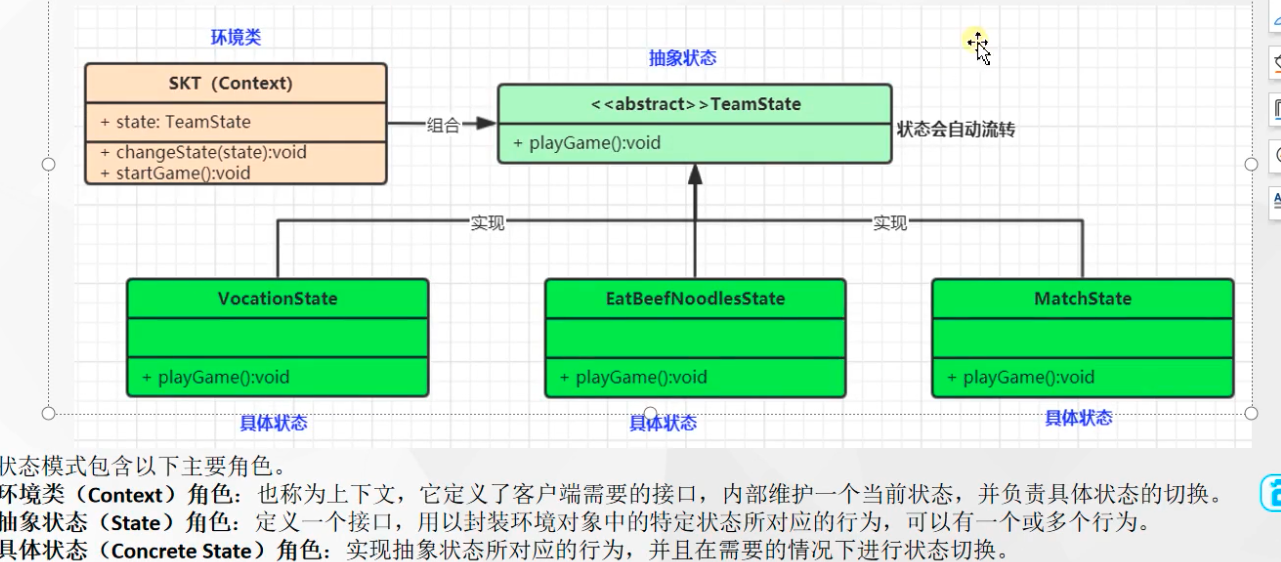 环境类
抽象状态
SKT（Context）
+ state: TeamState
+ changeState(state):void
+ startGame():void
组合
<<abstract>>TeamState
+ playGame():void
状态会自动流转
实现
实现
VocationState
+ playGame():void
EatBeefNoodlesState
+ playGame():void
MatchState
+ playGame():void
具体状态
具体状态
具体状态
状态模式包含以下主要角色。
环境类（Context）角色：也称为上下文，它定义了客户端需要的接口，内部维护一个当前状态，并负责具体状态的切换。
抽象状态（State）角色：定义一个接口，用以封装环境对象中的特定状态所对应的行为，可以有一个或多个行为。
具体状态（Concrete State）角色：实现抽象状态所对应的行为，并且在需要的情况下进行状态切换。